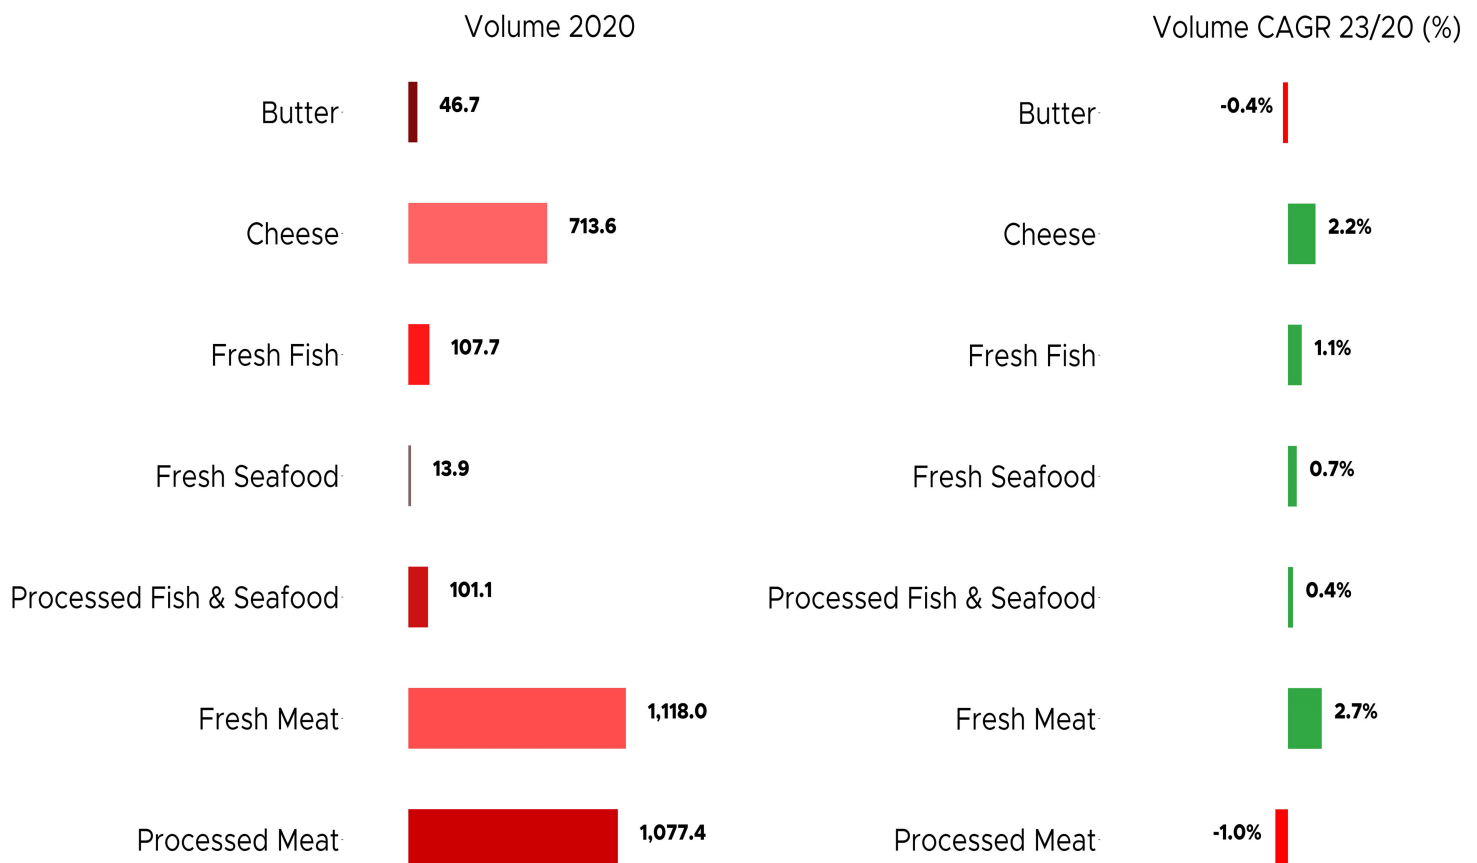 Volume 2020
Butter 46.7
Cheese 713.6
Fresh Fish 107.7
Fresh Seafood 13.9
Processed Fish & Seafood 101.1
Fresh Meat 1,118.0
Processed Meat 1,077.4
Volume CAGR 23/20 (%)
Butter -0.4%
Cheese 2.2%
Fresh Fish 1.1%
Fresh Seafood 0.7%
Processed Fish & Seafood 0.4%
Fresh Meat 2.7%
Processed Meat -1.0%